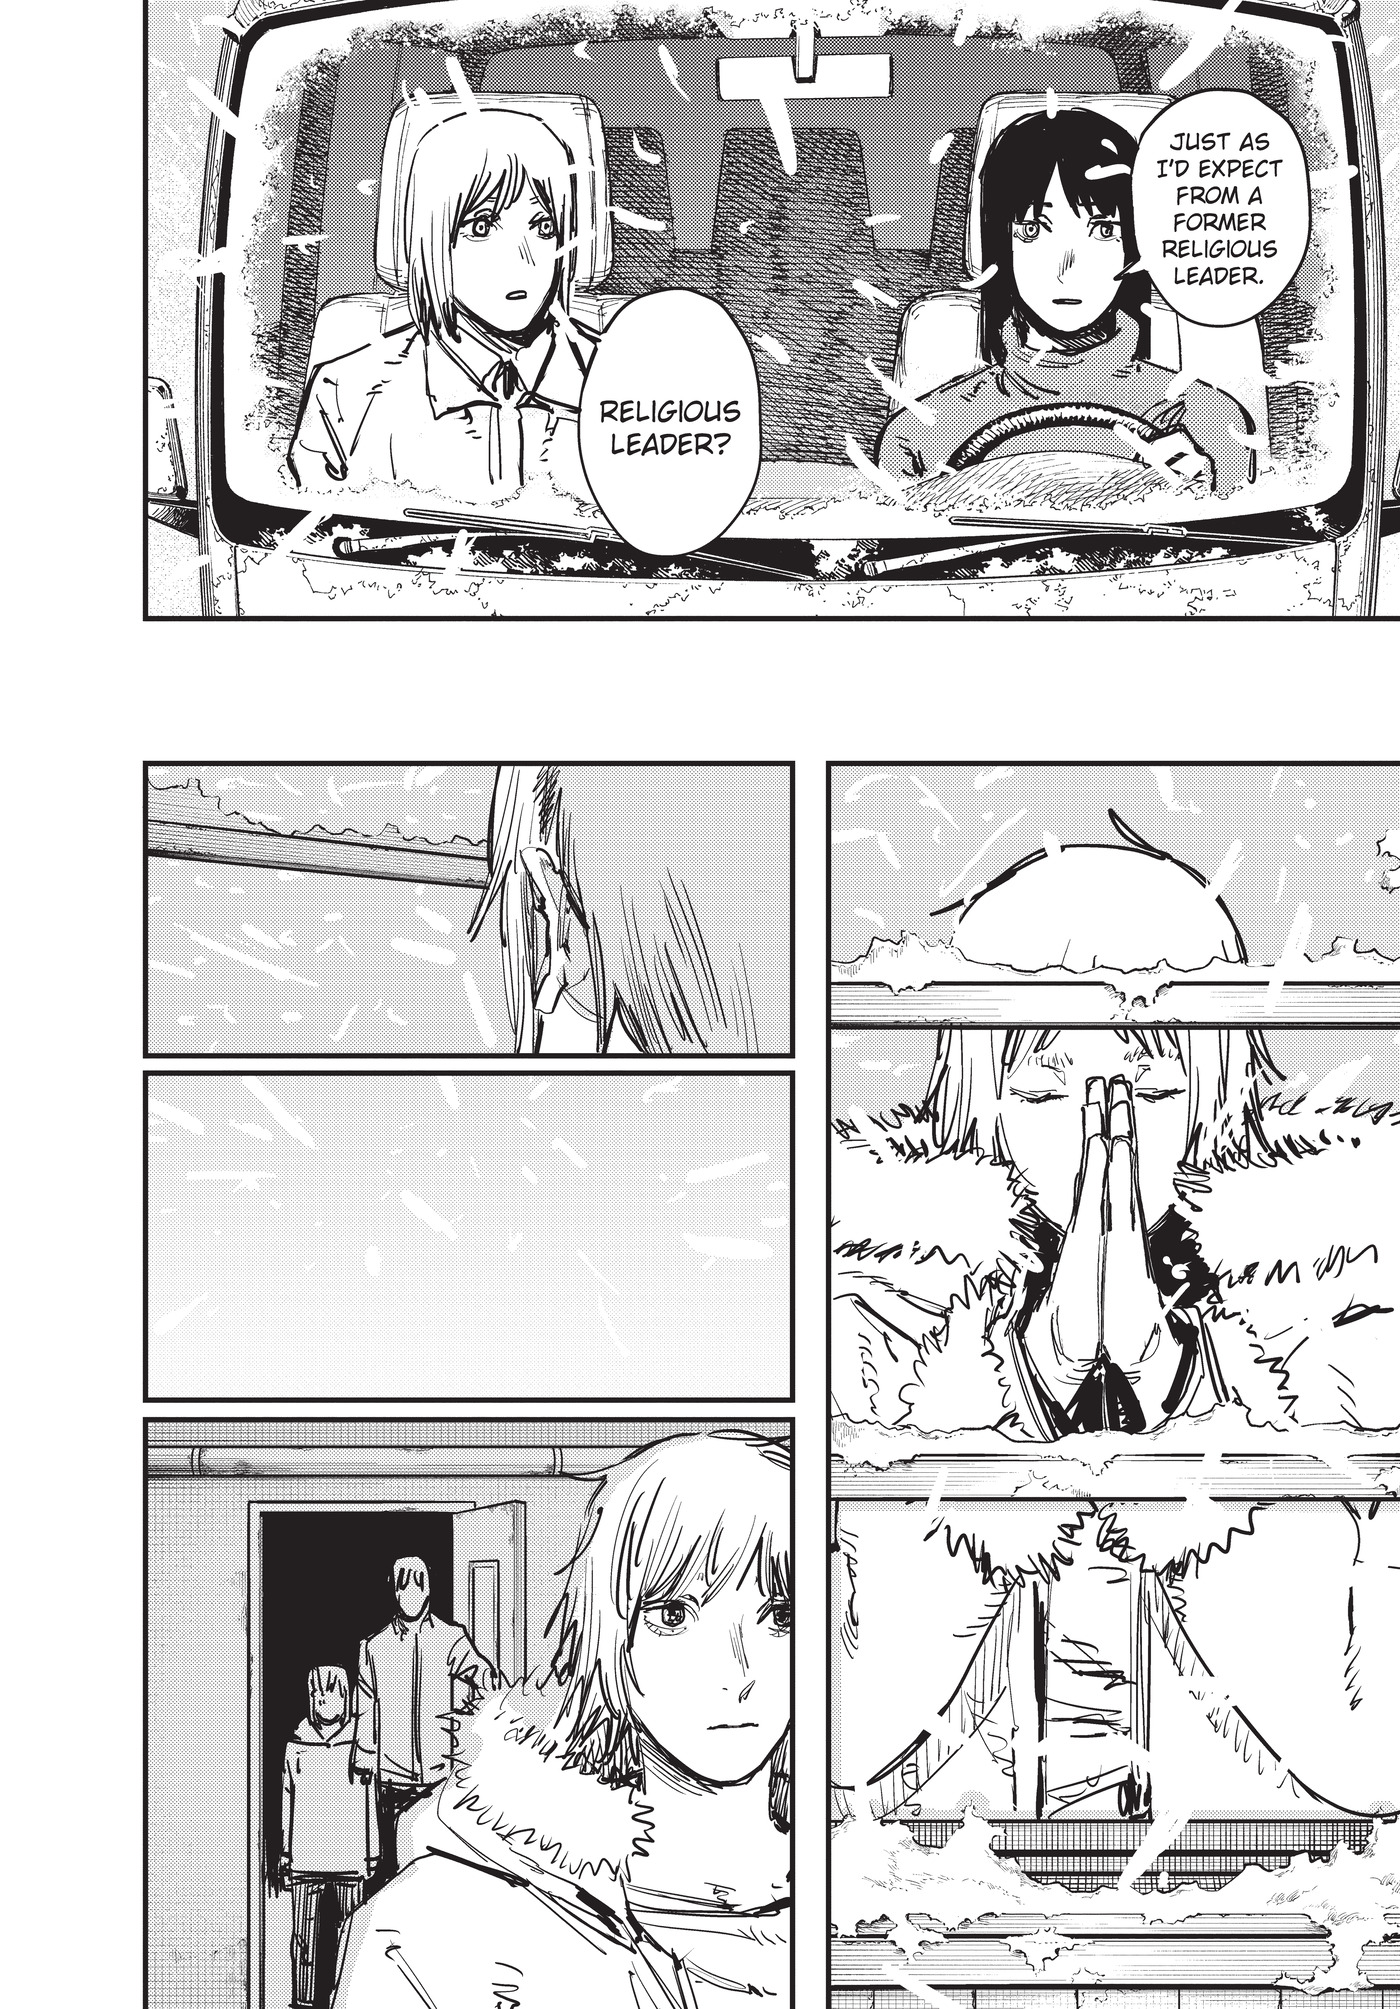 JUST AS
I'D EXPECT
FROM A
FORMER
RELIGIOUS
LEADER.
RELIGIOUS
LEADER?